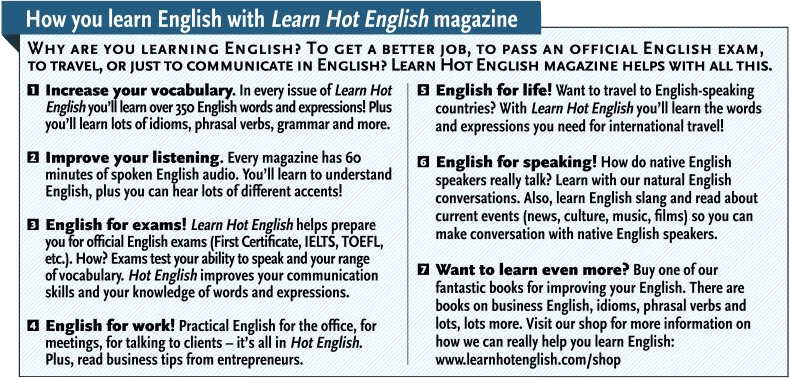 How you learn English with Learn Hot English magazine
WHY ARE YOU LEARNING ENGLISH? TO GET A BETTER JOB, TO PASS AN OFFICIAL ENGLISH EXAM,
TO TRAVEL, OR JUST TO COMMUNICATE IN ENGLISH? LEARN HOT ENGLISH MAGAZINE HELPS WITH ALL THIS.
1 Increase your vocabulary. In every issue of Learn Hot
English you'll learn over 350 English words and expressions! Plus
you'll learn lots of idioms, phrasal verbs, grammar and more.
2 Improve your listening. Every magazine has 60
minutes of spoken English audio. You'll learn to understand
English, plus you can hear lots of different accents!
3 English for exams! Learn Hot English helps prepare
you for official English exams (First Certificate, IELTS, TOEFL,
etc.). How? Exams test your ability to speak and your range
of vocabulary. Hot English improves your communication
skills and your knowledge of words and expressions.
4 English for work! Practical English for the office, for
meetings, for talking to clients – it's all in Hot English.
Plus, read business tips from entrepreneurs.
5 English for life! Want to travel to English-speaking
countries? With Learn Hot English you'll learn the words
and expressions you need for international travel!
6 English for speaking! How do native English
speakers really talk? Learn with our natural English
conversations. Also, learn English slang and read about
current events (news, culture, music, films) so you can
make conversation with native English speakers.
7 Want to learn even more? Buy one of our
fantastic books for improving your English. There are
books on business English, idioms, phrasal verbs and
lots, lots more. Visit our shop for more information on
how we can really help you learn English:
www.learnhotenglish.com/shop